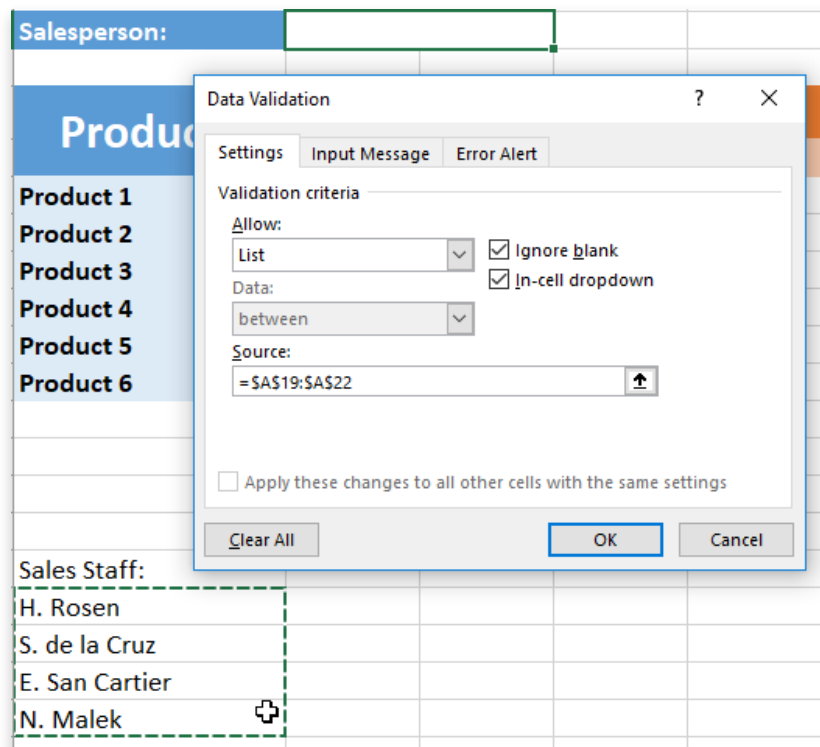 Salesperson:
Data Validation
?
Produc
Settings
Input Message
Error Alert
Validation criteria
Product 1
Allow:
List
Ignore blank
Product 2
In-cell dropdown
Product 3
Data:
between
Product 4
Product 5
Source:
Product 6
=$A$19:$A$22
Apply these changes to all other cells with the same settings
Clear All
OK
Cancel
Sales Staff:
H. Rosen
S. de la Cruz
E. San Cartier
N. Malek